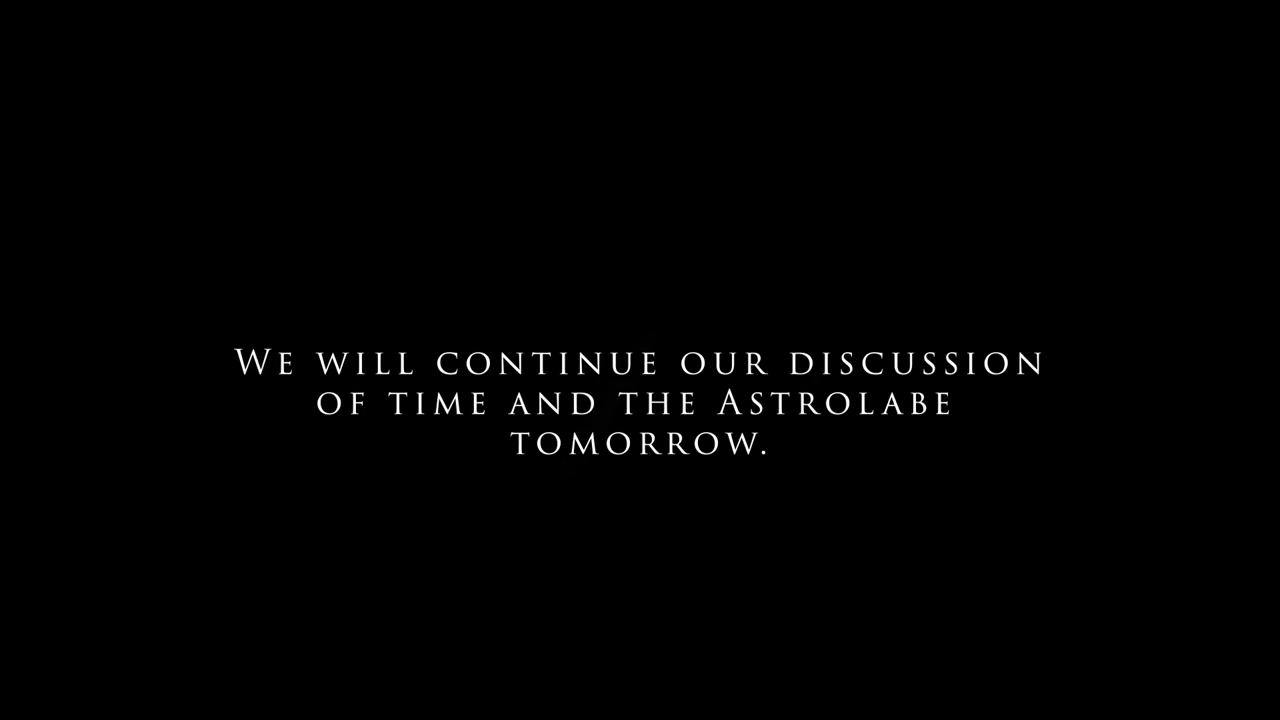 We will continue our discussion
of time and the Astrolabe
tomorrow.